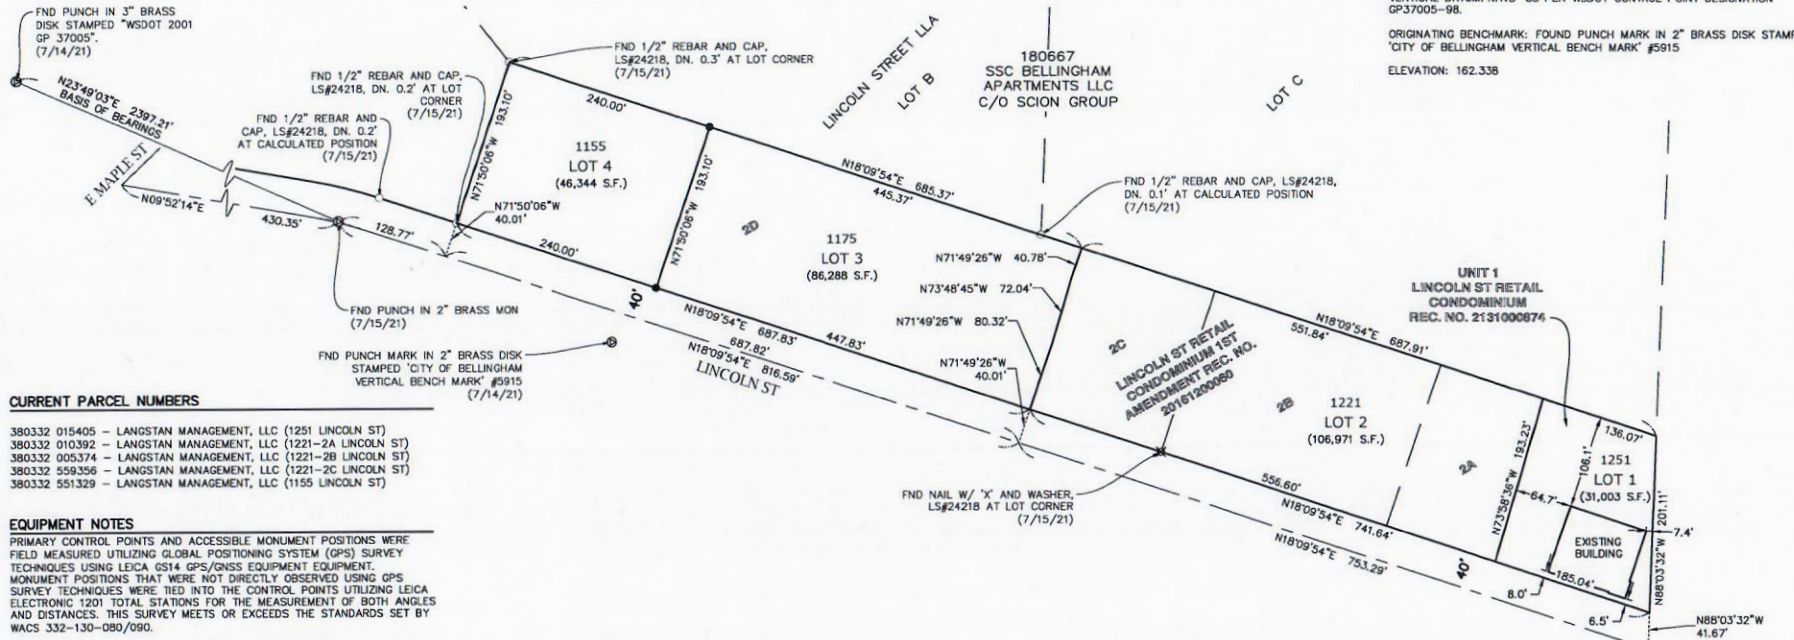 FND PUNCH IN 3" BRASS
DISK STAMPED "WSDOT 2001
GP 37005".
(7/14/21)
N23°49'03"E 2397.21'
BASIS OF BEARINGS
E MAPLE ST
N09°52'14"E
430.35'
128.77'
FND 1/2" REBAR AND
CAP, LS#24218, DN. 0.2'
AT CALCULATED POSITION
(7/15/21)
FND 1/2" REBAR AND CAP,
LS#24218, DN. 0.2' AT LOT
CORNER
(7/15/21)
FND 1/2" REBAR AND CAP,
LS#24218, DN. 0.3' AT LOT CORNER
(7/15/21)
N71°50'06"W 193.10'
240.00'
1155
LOT 4
(46,344 S.F.)
N71°50'06"W
40.01'
240.00'
N71°50'06"W 193.10'
FND PUNCH IN 2" BRASS MON
(7/15/21)
FND PUNCH MARK IN 2" BRASS DISK
STAMPED 'CITY OF BELLINGHAM
VERTICAL BENCH MARK' #5915
(7/14/21)
LINCOLN STREET LLA
LOT B
180667
SSC BELLINGHAM
APARTMENTS LLC
C/O SCION GROUP
LOT C
GP37005-98.
ORIGINATING BENCHMARK: FOUND PUNCH MARK IN 2" BRASS DISK STAMP
'CITY OF BELLINGHAM VERTICAL BENCH MARK' #5915
ELEVATION: 162.338
N18°09'54"E 685.37'
445.37'
FND 1/2" REBAR AND CAP, LS#24218,
DN. 0.1' AT CALCULATED POSITION
(7/15/21)
2D
1175
LOT 3
(86,288 S.F.)
N71°49'26"W 40.78'
N73°48'45"W 72.04'
N71°49'26"W 80.32'
N71°49'26"W
40.01'
40'
N18°09'54"E 687.83'
447.83'
687.82'
N18°09'54"E 816.59'
LINCOLN ST
2C
LINCOLN ST RETAIL
CONDOMINIUM 1ST
AMENDMENT REC. NO.
20161200060
UNIT 1
LINCOLN ST RETAIL
CONDOMINIUM
REC. NO. 2131000874
N18°09'54"E 687.91'
551.84'
2B
1221
LOT 2
(106,971 S.F.)
2A
FND NAIL W/ 'X' AND WASHER,
LS#24218 AT LOT CORNER
(7/15/21)
556.60'
N18°09'54"E 741.64'
N18°09'54"E 753.29'
40'
N73°58'36"W 193.23'
136.07'
106.1'
1251
LOT 1
(31,003 S.F.)
64.7'
EXISTING
BUILDING
7.4'
185.04'
8.0'
6.5'
N88°03'32"W 201.11'
N88°03'32"W
41.67'
CURRENT PARCEL NUMBERS
380332 015405 – LANGSTAN MANAGEMENT, LLC (1251 LINCOLN ST)
380332 010392 – LANGSTAN MANAGEMENT, LLC (1221-2A LINCOLN ST)
380332 005374 – LANGSTAN MANAGEMENT, LLC (1221-2B LINCOLN ST)
380332 559356 – LANGSTAN MANAGEMENT, LLC (1221-2C LINCOLN ST)
380332 551329 – LANGSTAN MANAGEMENT, LLC (1155 LINCOLN ST)
EQUIPMENT NOTES
PRIMARY CONTROL POINTS AND ACCESSIBLE MONUMENT POSITIONS WERE
FIELD MEASURED UTILIZING GLOBAL POSITIONING SYSTEM (GPS) SURVEY
TECHNIQUES USING LEICA GS14 GPS/GNSS EQUIPMENT EQUIPMENT.
MONUMENT POSITIONS THAT WERE NOT DIRECTLY OBSERVED USING GPS
SURVEY TECHNIQUES WERE TIED INTO THE CONTROL POINTS UTILIZING LEICA
ELECTRONIC 1201 TOTAL STATIONS FOR THE MEASUREMENT OF BOTH ANGLES
AND DISTANCES. THIS SURVEY MEETS OR EXCEEDS THE STANDARDS SET BY
WACS 332-130-080/090.